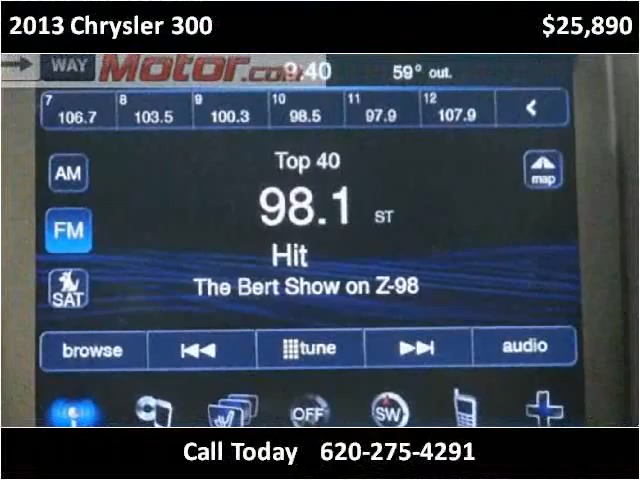 2013 Chrysler 300 $25,890
WAY Motor.com 9:40 59° out.
7 8 9 10 11 12
106.7 103.5 100.3 98.5 97.9 107.9 <
Top 40
AM map
98.1 ST
FM
Hit
The Bert Show on Z-98
SAT
browse tune audio
OFF SW
Call Today 620-275-4291